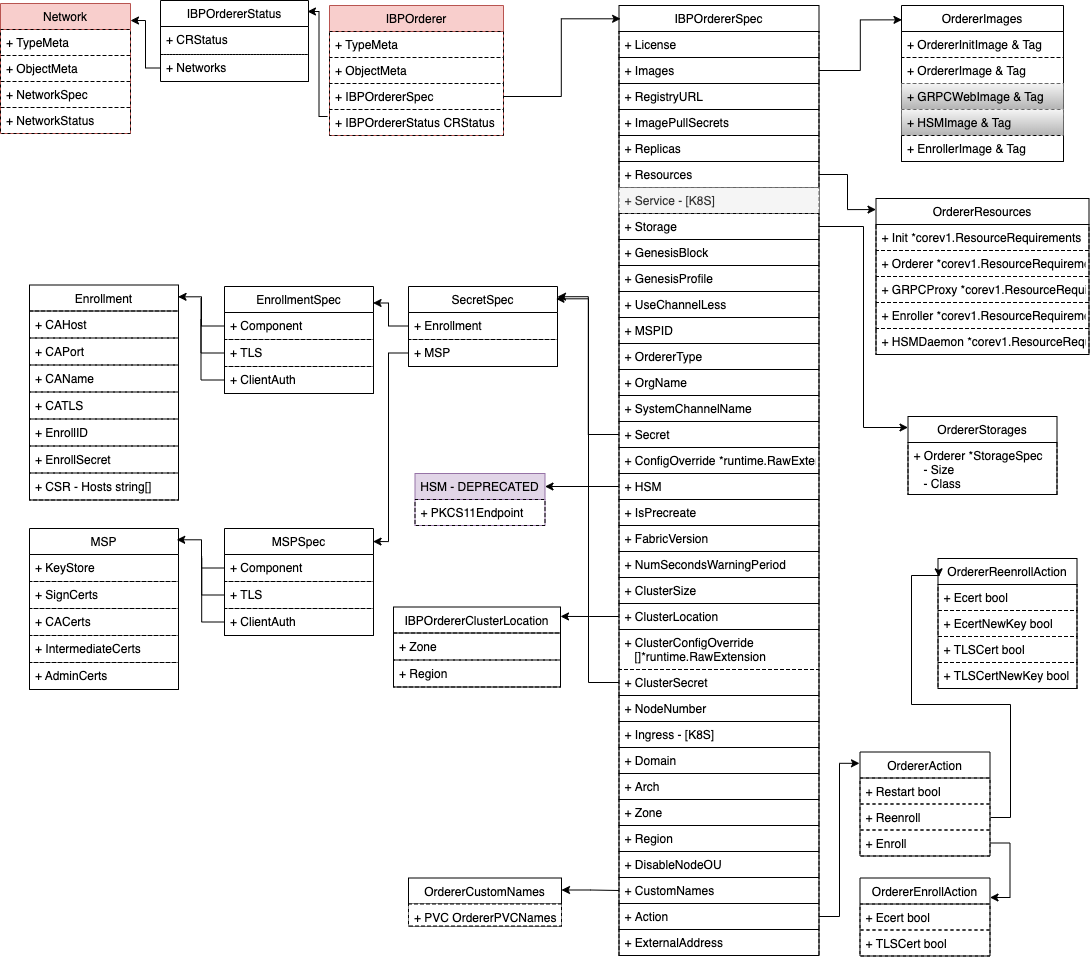 Network
+ TypeMeta
+ ObjectMeta
+ NetworkSpec
+ NetworkStatus
IBPOrdererStatus
+ CRStatus
+ Networks
IBPOrderer
+ TypeMeta
+ ObjectMeta
+ IBPOrdererSpec
+ IBPOrdererStatus CRStatus
IBPOrdererSpec
+ License
+ Images
+ RegistryURL
+ ImagePullSecrets
+ Replicas
+ Resources
+ Service - [K8S]
+ Storage
+ GenesisBlock
+ GenesisProfile
+ UseChannelLess
+ MSPID
+ OrdererType
+ OrgName
+ SystemChannelName
+ Secret
+ ConfigOverride *runtime.RawExte
+ HSM
+ IsPrecreate
+ FabricVersion
+ NumSecondsWarningPeriod
+ ClusterSize
+ ClusterLocation
+ ClusterConfigOverride
[]*runtime.RawExtension
+ ClusterSecret
+ NodeNumber
+ Ingress - [K8S]
+ Domain
+ Arch
+ Zone
+ Region
+ DisableNodeOU
+ CustomNames
+ Action
+ ExternalAddress
OrdererImages
+ OrdererInitImage & Tag
+ OrdererImage & Tag
+ GRPCWebImage & Tag
+ HSMImage & Tag
+ EnrollerImage & Tag
OrdererResources
+ Init *corev1.ResourceRequirements
+ Orderer *corev1.ResourceRequirem
+ GRPCProxy *corev1.ResourceRequ
+ Enroller *corev1.ResourceRequirem
+ HSMDaemon *corev1.ResourceReq
OrdererStorages
+ Orderer *StorageSpec
- Size
- Class
Enrollment
+ CAHost
+ CAPort
+ CAName
+ CATLS
+ EnrollID
+ EnrollSecret
+ CSR - Hosts string[]
EnrollmentSpec
+ Component
+ TLS
+ ClientAuth
SecretSpec
+ Enrollment
+ MSP
HSM - DEPRECATED
+ PKCS11Endpoint
MSP
+ KeyStore
+ SignCerts
+ CACerts
+ IntermediateCerts
+ AdminCerts
MSPSpec
+ Component
+ TLS
+ ClientAuth
IBPOrdererClusterLocation
+ Zone
+ Region
OrdererReenrollAction
+ Ecert bool
+ EcertNewKey bool
+ TLSCert bool
+ TLSCertNewKey bool
OrdererAction
+ Restart bool
+ Reenroll
+ Enroll
OrdererCustomNames
+ PVC OrdererPVCNames
OrdererEnrollAction
+ Ecert bool
+ TLSCert bool